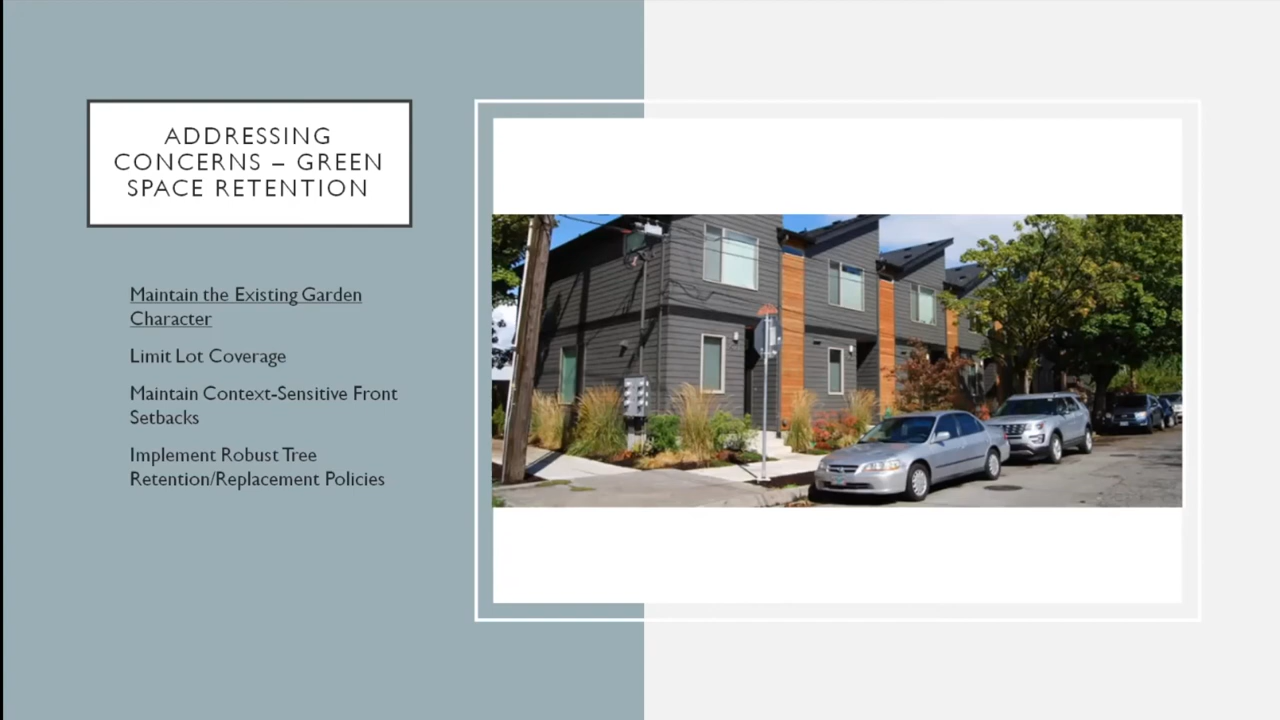 ADDRESSING
CONCERNS – GREEN
SPACE RETENTION
Maintain the Existing Garden
Character
Limit Lot Coverage
Maintain Context-Sensitive Front
Setbacks
Implement Robust Tree
Retention/Replacement Policies